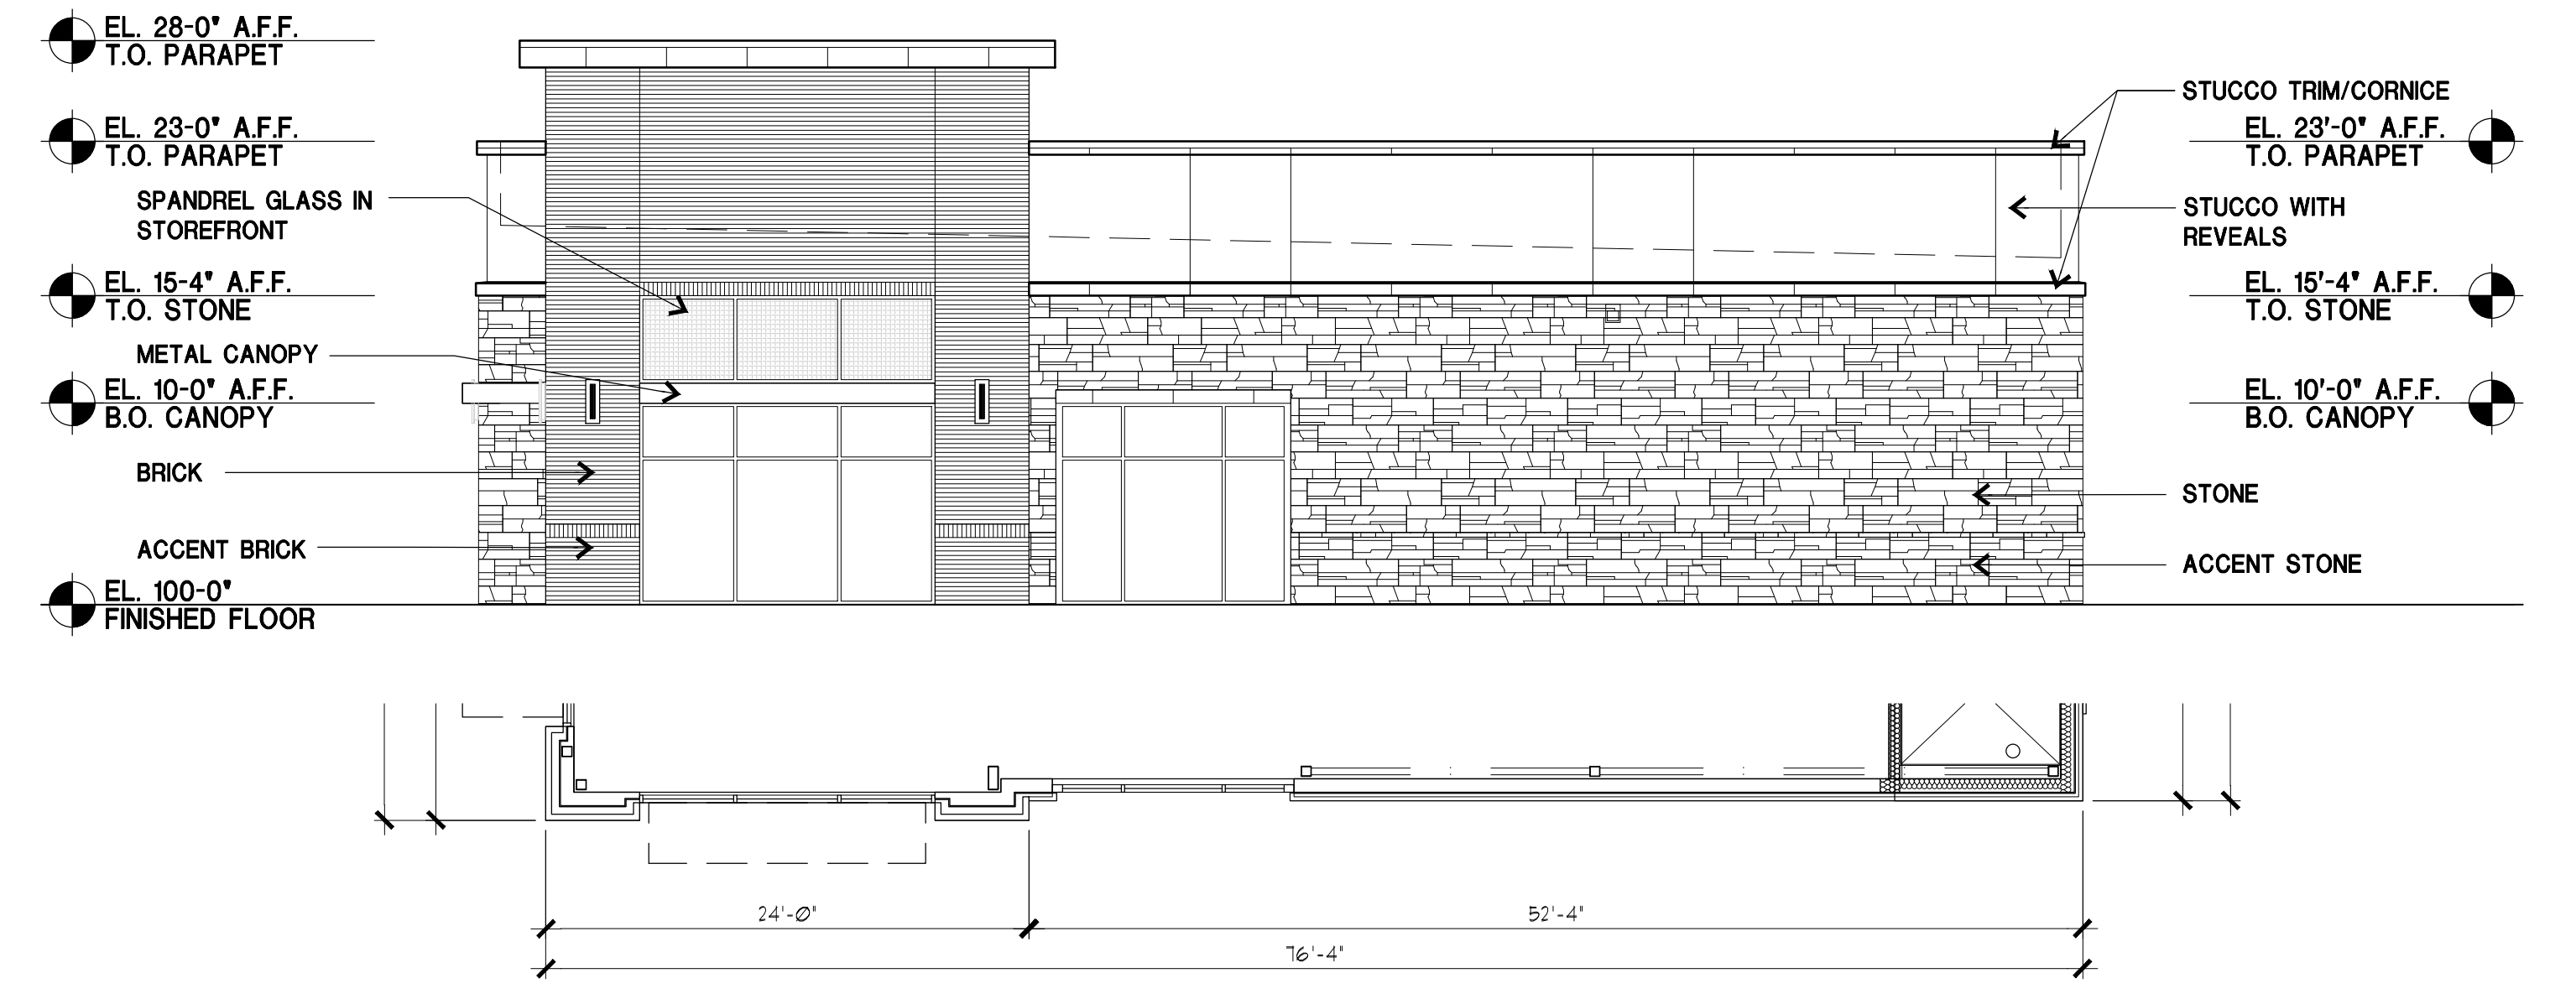 EL. 28-0" A.F.F.
T.O. PARAPET
EL. 23-0" A.F.F.
T.O. PARAPET
SPANDREL GLASS IN
STOREFRONT
EL. 15-4" A.F.F.
T.O. STONE
METAL CANOPY
EL. 10-0" A.F.F.
B.O. CANOPY
BRICK
ACCENT BRICK
EL. 100-0"
FINISHED FLOOR
STUCCO TRIM/CORNICE
EL. 23'-0" A.F.F.
T.O. PARAPET
STUCCO WITH
REVEALS
EL. 15'-4" A.F.F.
T.O. STONE
EL. 10'-0" A.F.F.
B.O. CANOPY
STONE
ACCENT STONE
24'-0"
52'-4"
76'-4"